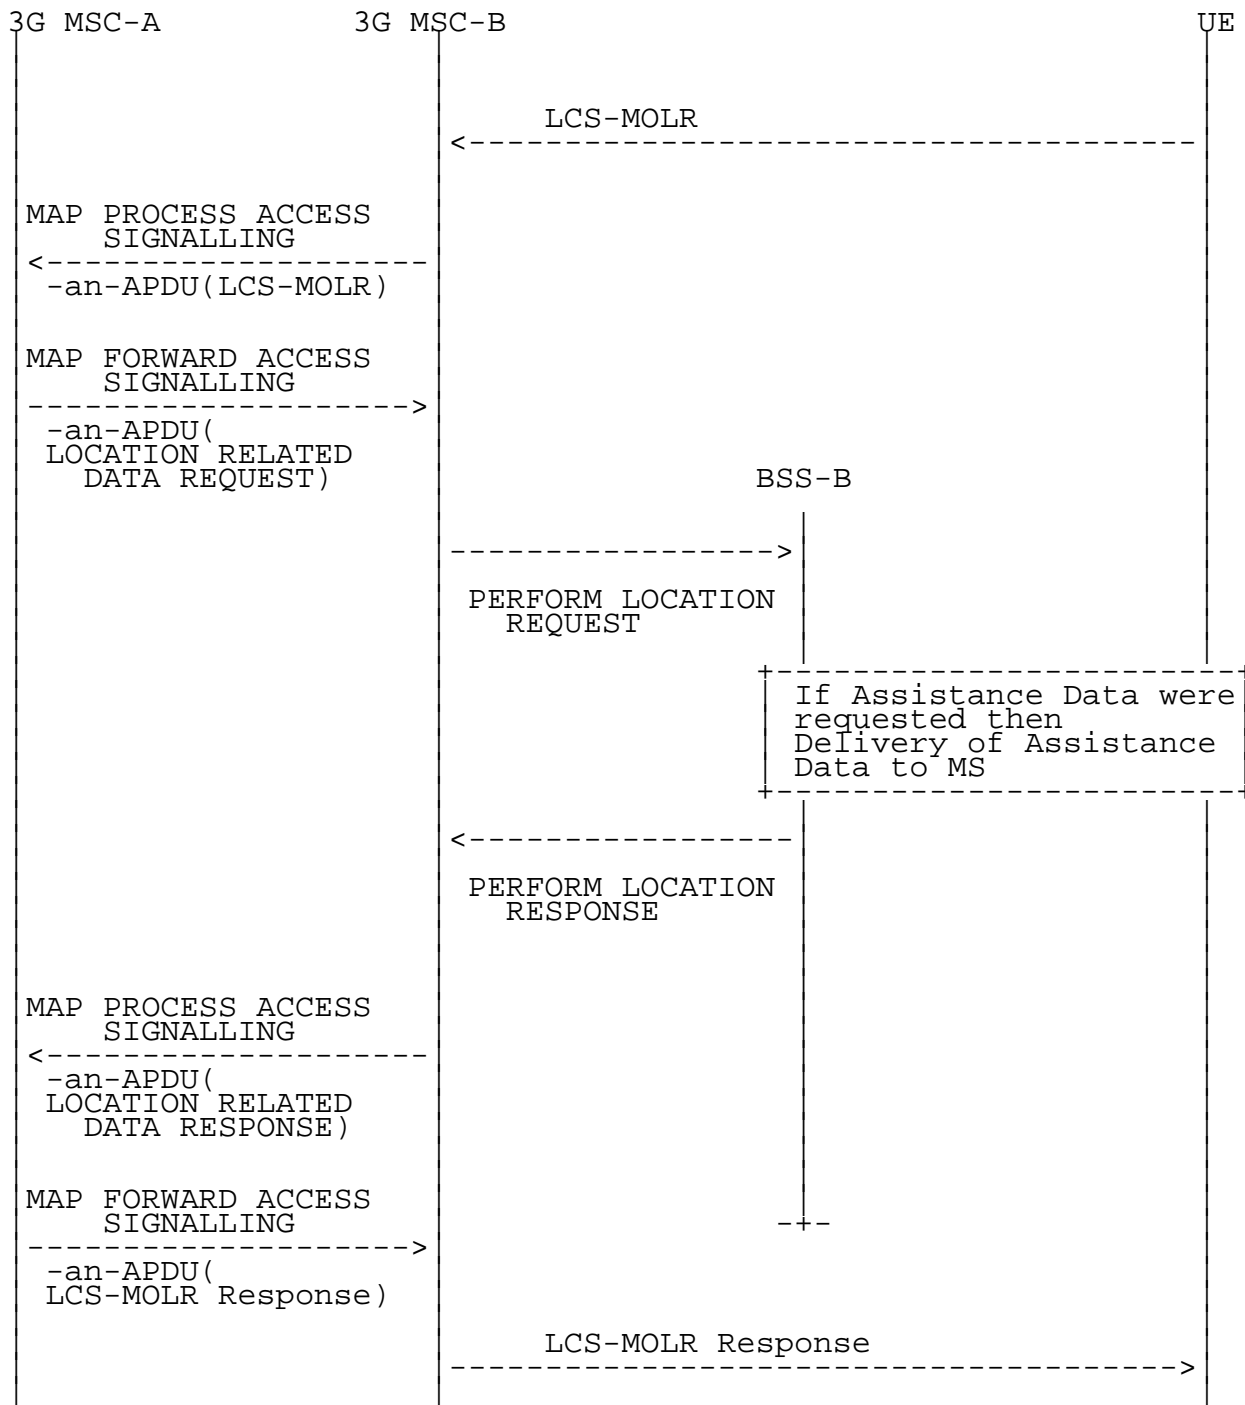 3G MSC-A 3G MSC-B UE
LCS-MOLR
MAP PROCESS ACCESS
SIGNALLING
-an-APDU(LCS-MOLR)
MAP FORWARD ACCESS
SIGNALLING
-an-APDU(
LOCATION RELATED
DATA REQUEST)
BSS-B
PERFORM LOCATION
REQUEST
If Assistance Data were
requested then
Delivery of Assistance
Data to MS
PERFORM LOCATION
RESPONSE
MAP PROCESS ACCESS
SIGNALLING
-an-APDU(
LOCATION RELATED
DATA RESPONSE)
MAP FORWARD ACCESS
SIGNALLING
-an-APDU(
LCS-MOLR Response)
LCS-MOLR Response